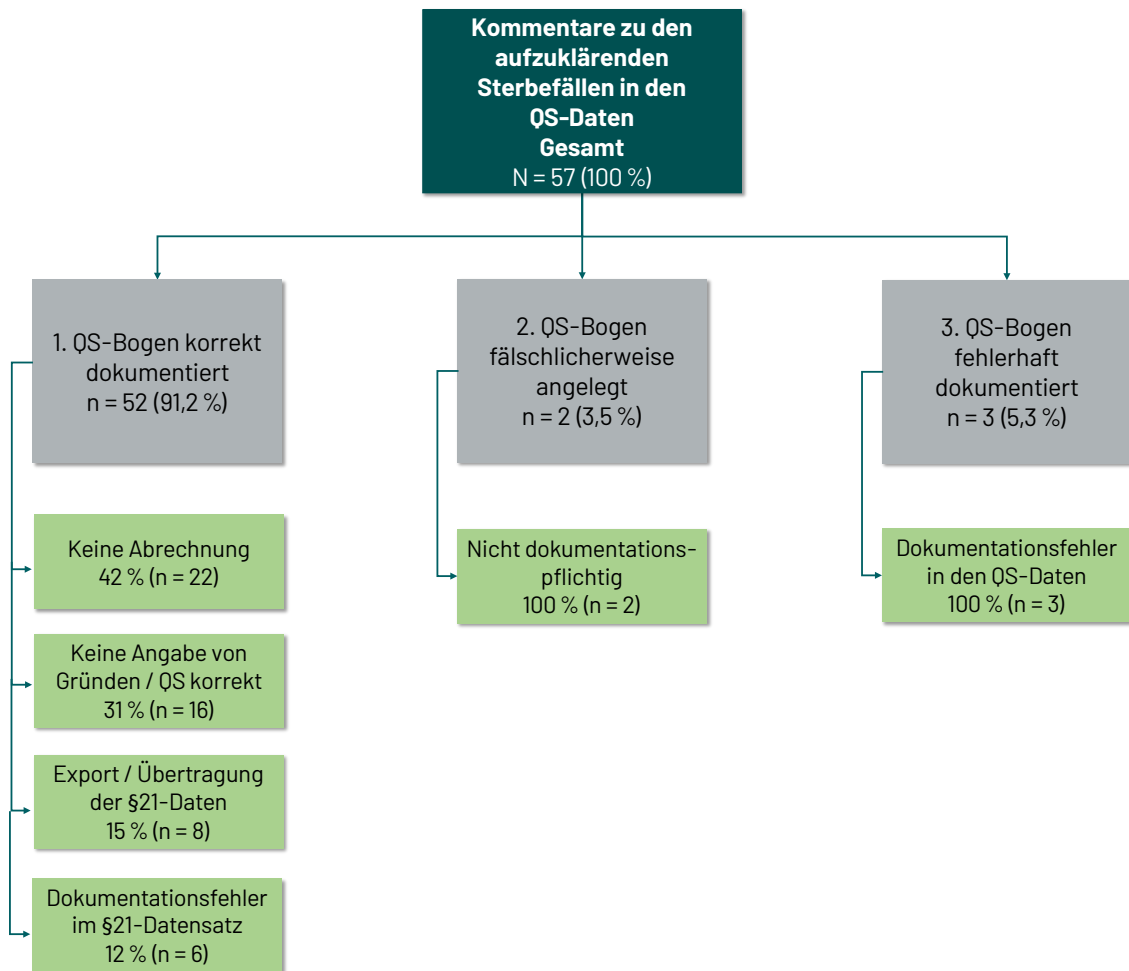 Kommentare zu den
aufzuklärenden
Sterbefällen in den
QS-Daten
Gesamt
N = 57 (100 %)
1. QS-Bogen korrekt
dokumentiert
n = 52 (91,2 %)
2. QS-Bogen
fälschlicherweise
angelegt
n = 2 (3,5 %)
3. QS-Bogen
fehlerhaft
dokumentiert
n = 3 (5,3 %)
Keine Abrechnung
42 % (n = 22)
Keine Angabe von
Gründen / QS korrekt
31 % (n = 16)
Export / Übertragung
der §21-Daten
15 % (n = 8)
Dokumentationsfehler
im §21-Datensatz
12 % (n = 6)
Nicht dokumentations-
pflichtig
100 % (n = 2)
Dokumentationsfehler
in den QS-Daten
100 % (n = 3)